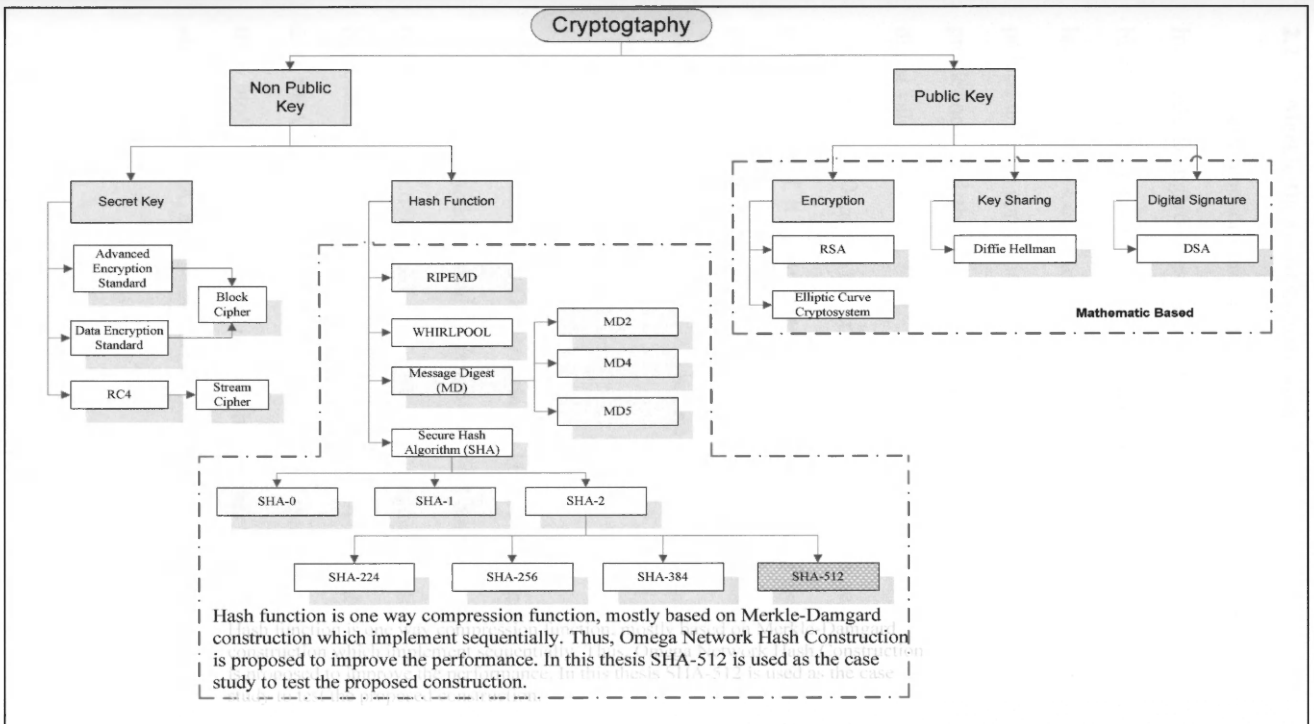 Cryptogtaphy
Non Public
Key
Public Key
Secret Key
Hash Function
Encryption
Key Sharing
Digital Signature
Advanced
Encryption
Standard
Block
Cipher
Data Encryption
Standard
RC4
Stream
Cipher
RIPEMD
WHIRLPOOL
Message Digest
(MD)
MD2
MD4
MD5
Secure Hash
Algorithm (SHA)
RSA
Elliptic Curve
Cryptosystem
Diffie Hellman
DSA
Mathematic Based
SHA-0
SHA-1
SHA-2
SHA-224
SHA-256
SHA-384
SHA-512
Hash function is one way compression function, mostly based on Merkle-Damgard
construction which implement sequentially. Thus, Omega Network Hash Construction
is proposed to improve the performance. In this thesis SHA-512 is used as the case
study to test the proposed construction.